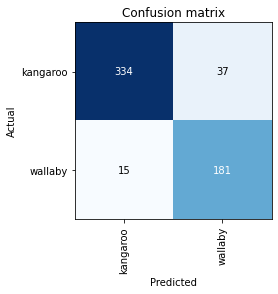 Confusion matrix
kangaroo 334 37
Actual
wallaby 15 181
kangaroo wallaby
Predicted